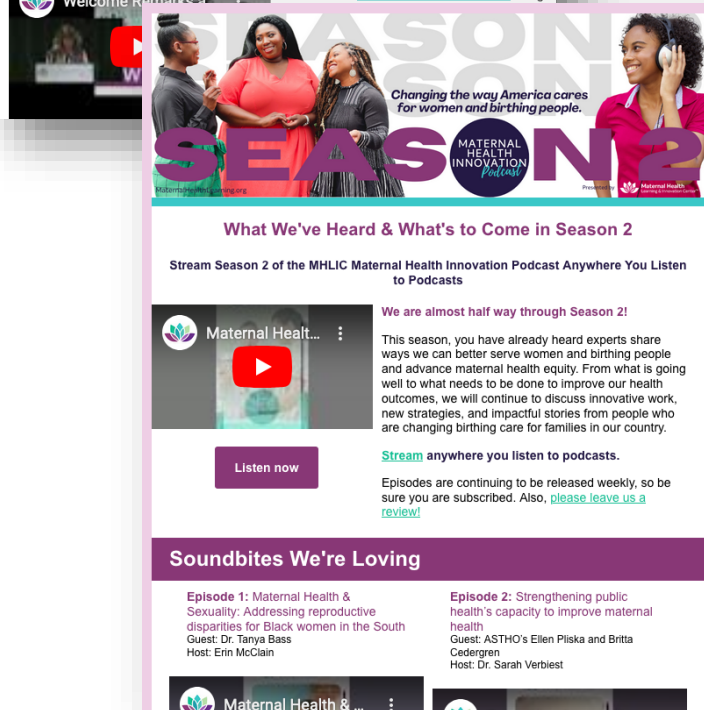 Welcome Remarks a
SEASON
SEASON
Changing the way America cares
for women and birthing people.
SEASON 2
MATERNAL
HEALTH
INNOVATION
Podcast
MaternalHealthLearning.org
Presented by
Maternal Health
Learning & Innovation Center
What We've Heard & What's to Come in Season 2
Stream Season 2 of the MHLIC Maternal Health Innovation Podcast Anywhere You Listen
to Podcasts
Maternal Healt...
Listen now
We are almost half way through Season 2!
This season, you have already heard experts share
ways we can better serve women and birthing people
and advance maternal health equity. From what is going
well to what needs to be done to improve our health
outcomes, we will continue to discuss innovative work,
new strategies, and impactful stories from people who
are changing birthing care for families in our country.
Stream anywhere you listen to podcasts.
Episodes are continuing to be released weekly, so be
sure you are subscribed. Also, please leave us a
review!
Soundbites We're Loving
Episode 1: Maternal Health &
Sexuality: Addressing reproductive
disparities for Black women in the South
Guest: Dr. Tanya Bass
Host: Erin McClain
Maternal Health & ...
Episode 2: Strengthening public
health's capacity to improve maternal
health
Guest: ASTHO's Ellen Pliska and Britta
Cedergren
Host: Dr. Sarah Verbiest